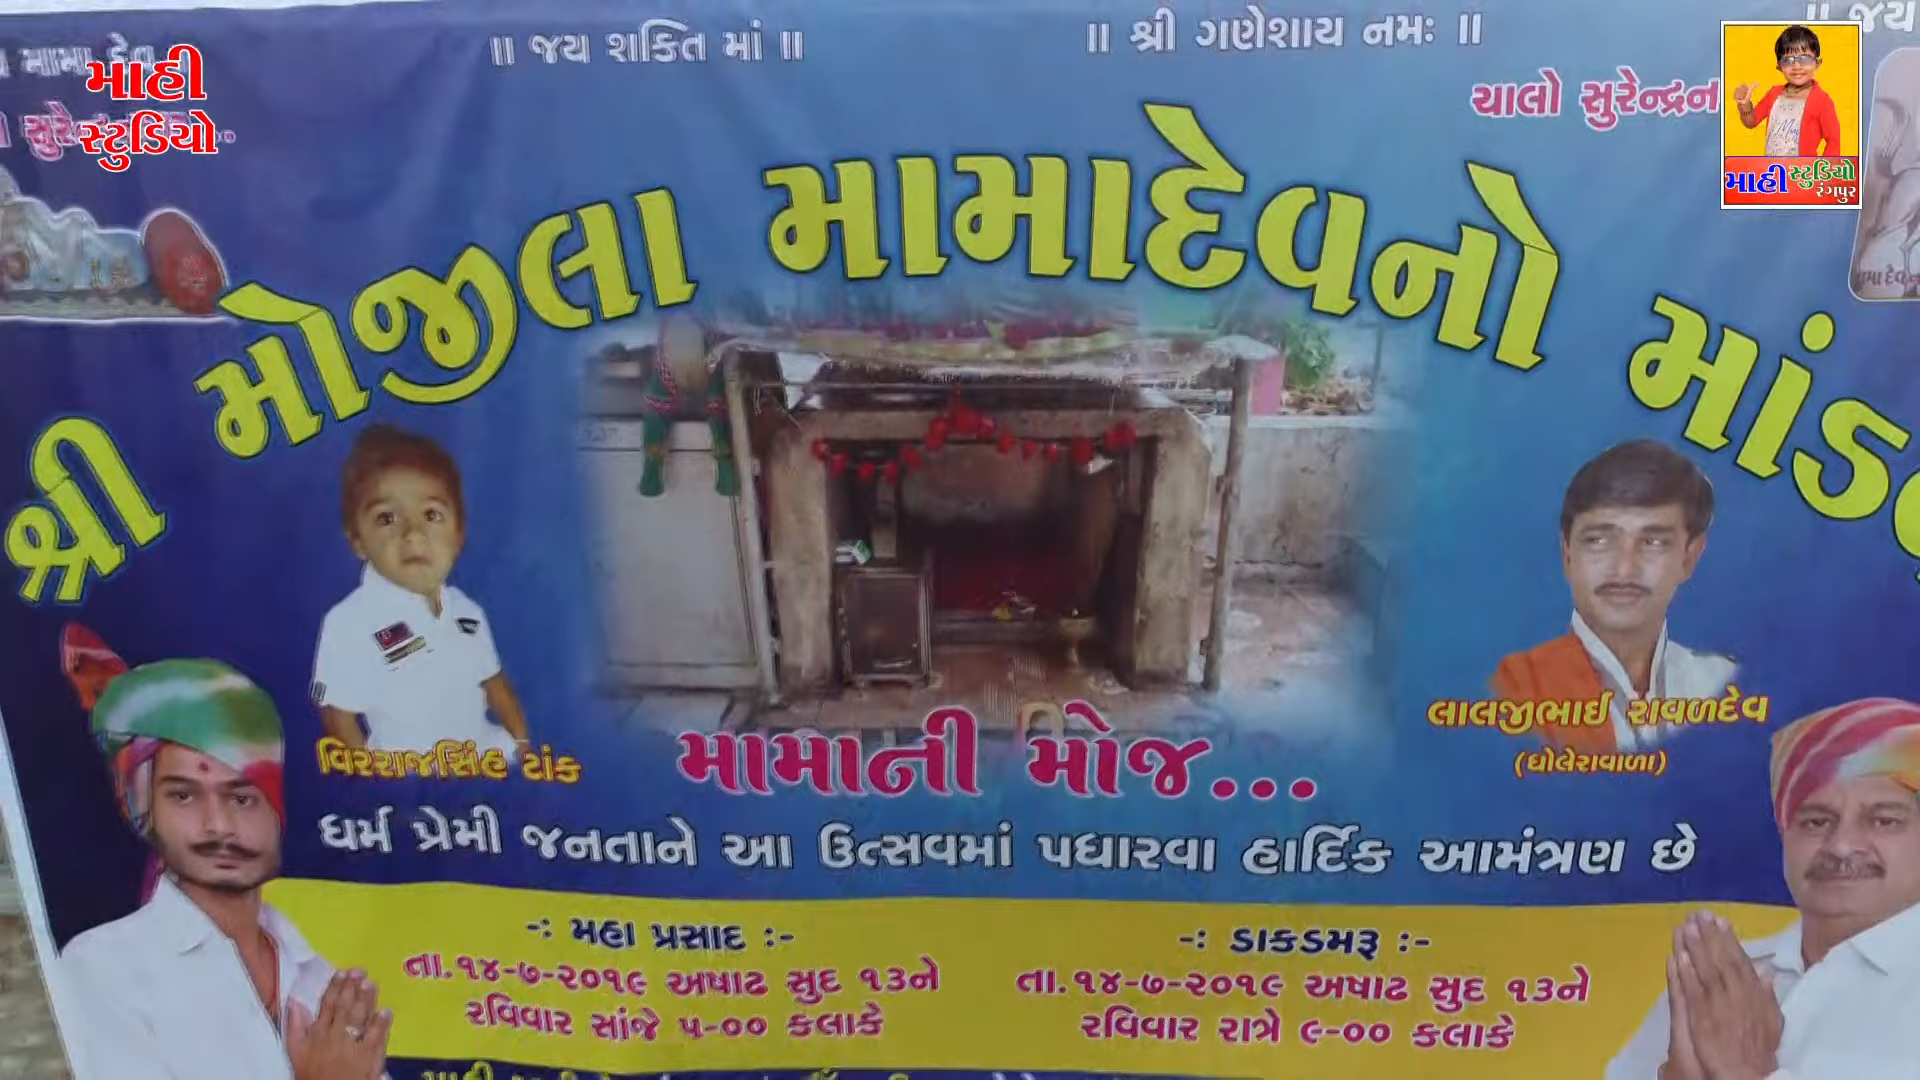 માહી
સ્ટુડિયો
॥ જય શકિત માં ॥
॥ શ્રી ગણેશાય નમઃ ॥
॥ જય
ચાલો
માહી સ્ટુડિયો
રંગપુર
શ્રી મોજીલા મામાદેવનો
વિરરાજસિંહ ટાંક
મામાની મોજ...
લાલજીભાઈ રાવળદેવ
(ધોલેરાવાળા)
ધર્મ પ્રેમી જનતાને આ ઉત્સવમાં પધારવા હાર્દિક આમંત્રણ છે
-: મહા પ્રસાદ :-
તા.૧૪-૭-૨૦૧૯ અષાઢ સુદ ૧૩ને
રવિવાર સાંજે ૫-૦૦ કલાકે
-: ડાકડમરૂ :-
તા.૧૪-૭-૨૦૧૯ અષાઢ સુદ ૧૩ને
રવિવાર રાત્રે ૯-૦૦ કલાકે